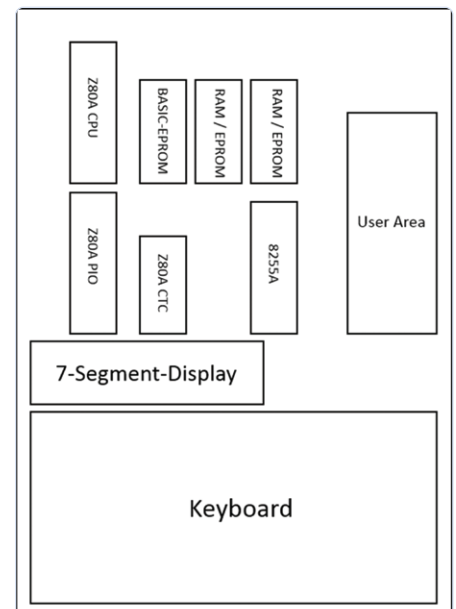 Z80A CPU
BASIC-EPROM
RAM / EPROM
RAM / EPROM
User Area
Z80A PIO
Z80A CTC
8255A
7-Segment-Display
Keyboard